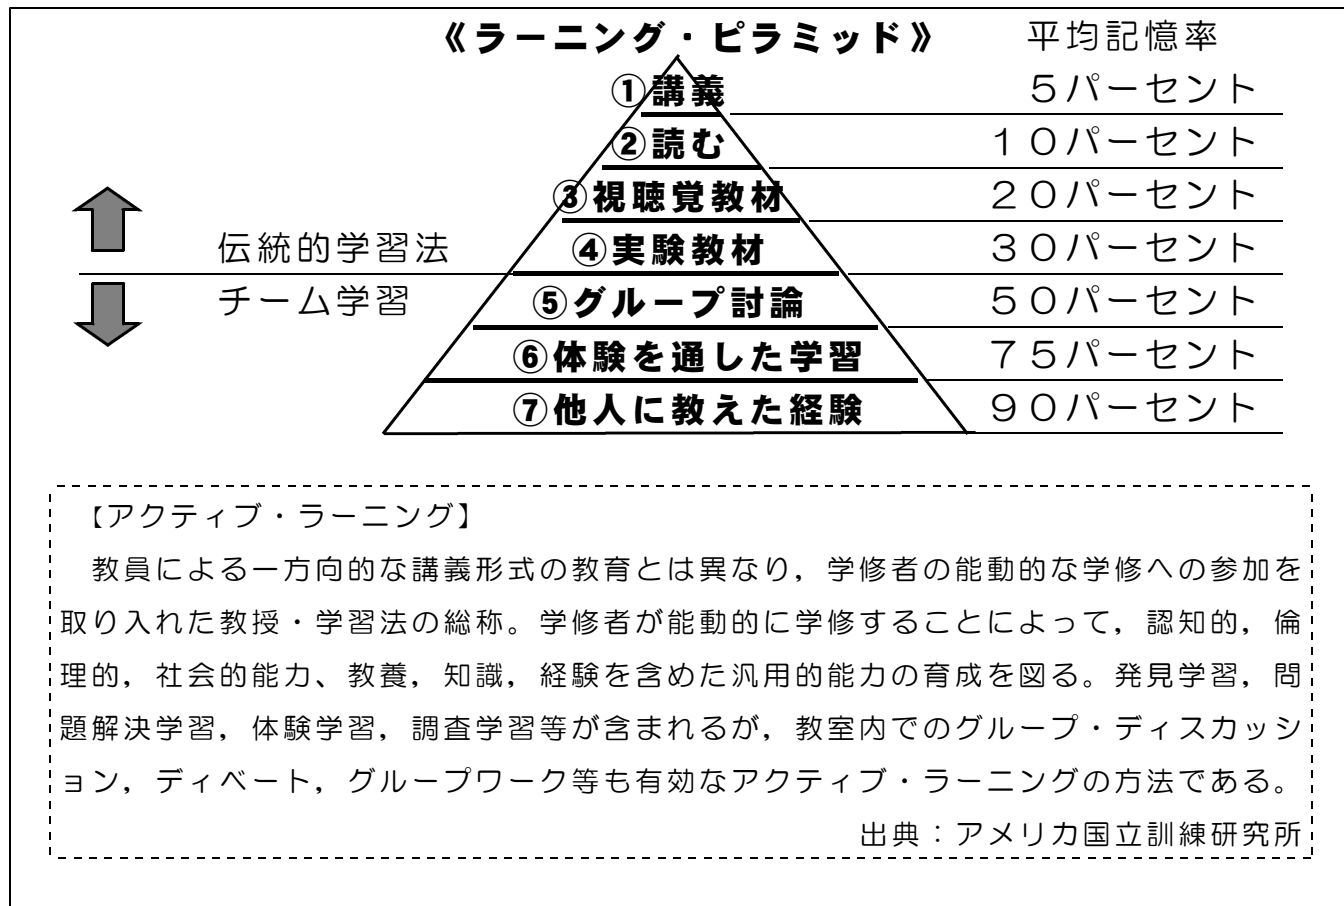 《ラーニング・ピラミッド》　平均記憶率
①講義　５パーセント
②読む　１０パーセント
③視聴覚教材　２０パーセント
伝統的学習法　④実験教材　３０パーセント
チーム学習　⑤グループ討論　５０パーセント
⑥体験を通した学習　７５パーセント
⑦他人に教えた経験　９０パーセント
【アクティブ・ラーニング】
教員による一方向的な講義形式の教育とは異なり，学修者の能動的な学修への参加を
取り入れた教授・学習法の総称。学修者が能動的に学修することによって，認知的，倫
理的，社会的能力、教養，知識，経験を含めた汎用的能力の育成を図る。発見学習，問
題解決学習，体験学習，調査学習等が含まれるが，教室内でのグループ・ディスカッシ
ョン，ディベート，グループワーク等も有効なアクティブ・ラーニングの方法である。
出典：アメリカ国立訓練研究所